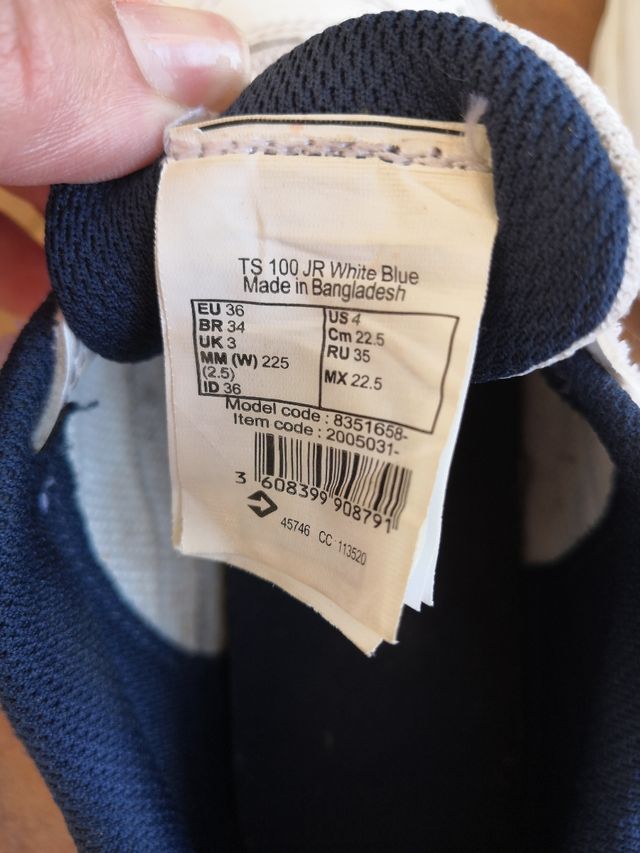 TS 100 JR White Blue
Made in Bangladesh
EU 36
BR 34
UK 3
MM (W) 225
(2.5)
ID 36
US 4
Cm 22.5
RU 35
MX 22.5
Model code : 8351658-
Item code : 2005031-
3 608399 908791
45746 CC 113520